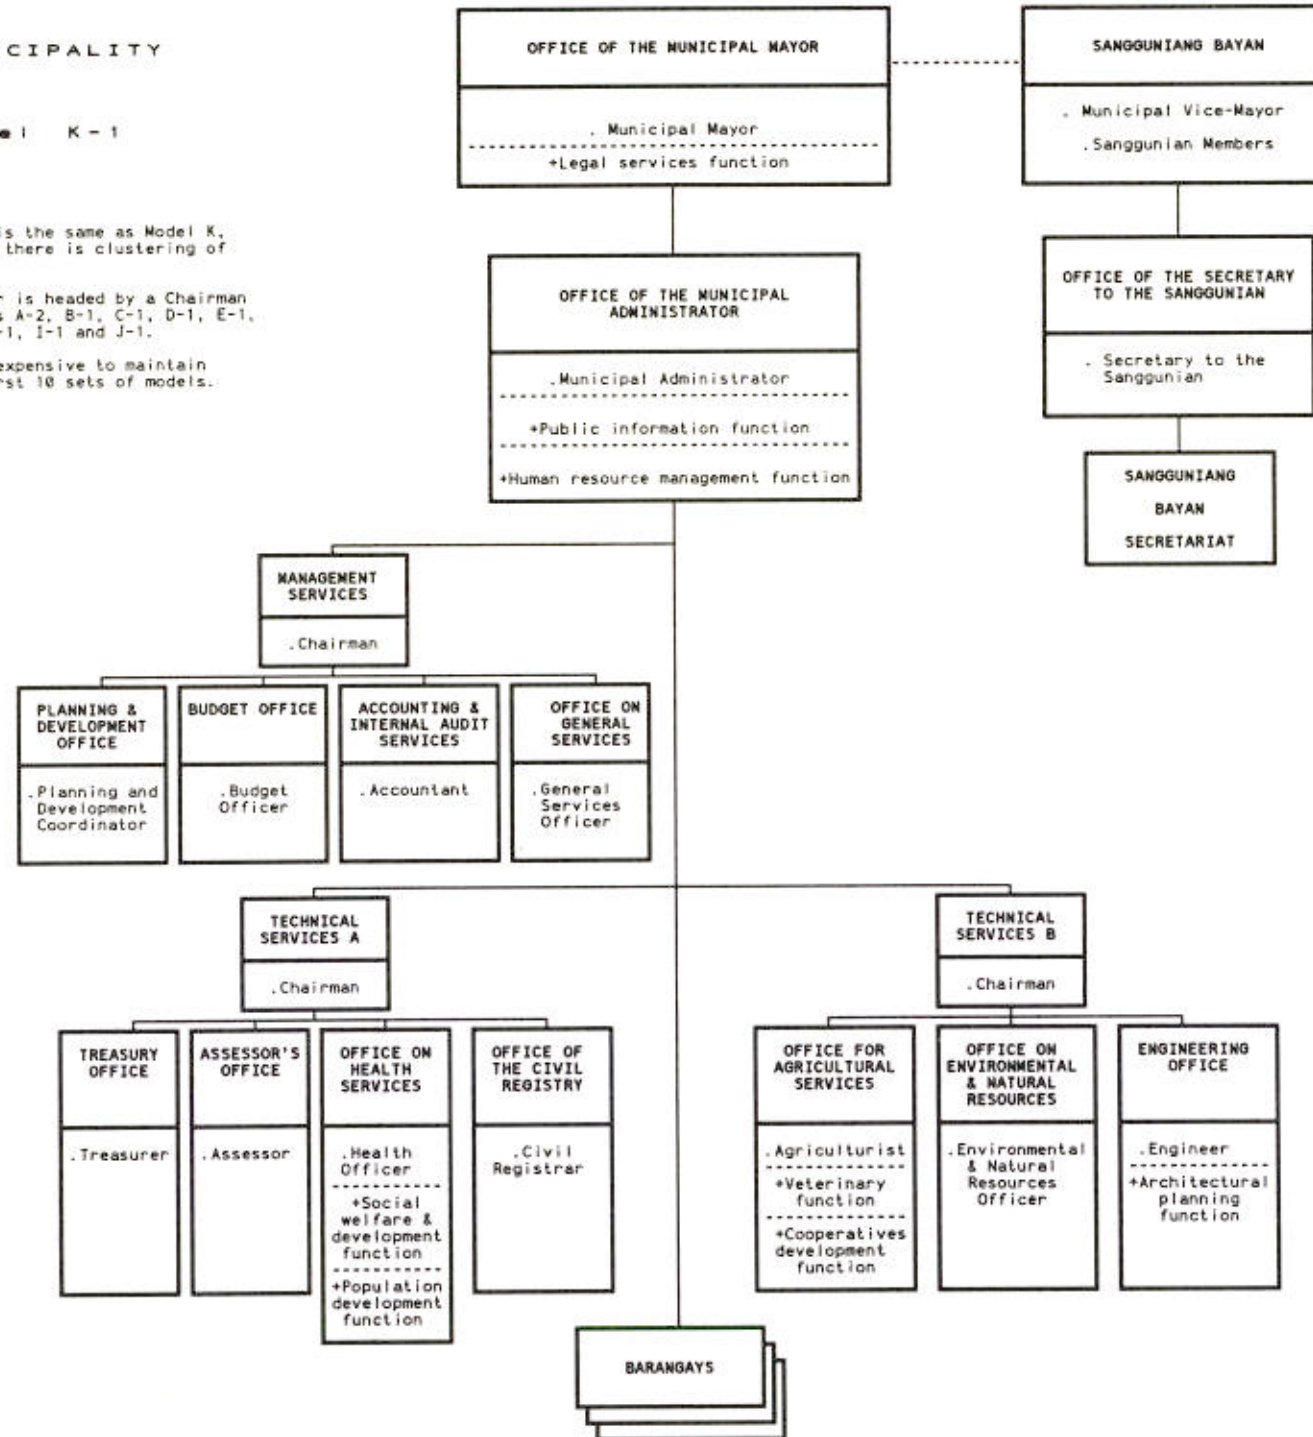 CIPALITY
el K-1
is the same as Model K,
there is clustering of
r is headed by a Chairman
s A-2, B-1, C-1, D-1, E-1,
-1, I-1 and J-1.
expensive to maintain
rst 10 sets of models.
OFFICE OF THE MUNICIPAL MAYOR
. Municipal Mayor
+Legal services function
SANGGUNIANG BAYAN
. Municipal Vice-Mayor
.Sanggunian Members
OFFICE OF THE MUNICIPAL
ADMINISTRATOR
.Municipal Administrator
+Public information function
+Human resource management function
OFFICE OF THE SECRETARY
TO THE SANGGUNIAN
. Secretary to the
Sanggunian
SANGGUNIANG
BAYAN
SECRETARIAT
MANAGEMENT
SERVICES
.Chairman
PLANNING &
DEVELOPMENT
OFFICE
.Planning and
Development
Coordinator
BUDGET OFFICE
.Budget
Officer
ACCOUNTING &
INTERNAL AUDIT
SERVICES
.Accountant
OFFICE ON
GENERAL
SERVICES
.General
Services
Officer
TECHNICAL
SERVICES A
.Chairman
TREASURY
OFFICE
.Treasurer
ASSESSOR'S
OFFICE
.Assessor
OFFICE ON
HEALTH
SERVICES
.Health
Officer
+Social
welfare &
development
function
+Population
development
function
OFFICE OF
THE CIVIL
REGISTRY
.Civil
Registrar
TECHNICAL
SERVICES B
.Chairman
OFFICE FOR
AGRICULTURAL
SERVICES
.Agriculturist
+Veterinary
function
+Cooperatives
development
function
OFFICE ON
ENVIRONMENTAL
& NATURAL
RESOURCES
.Environmental
& Natural
Resources
Officer
ENGINEERING
OFFICE
.Engineer
+Architectural
planning
function
BARANGAYS